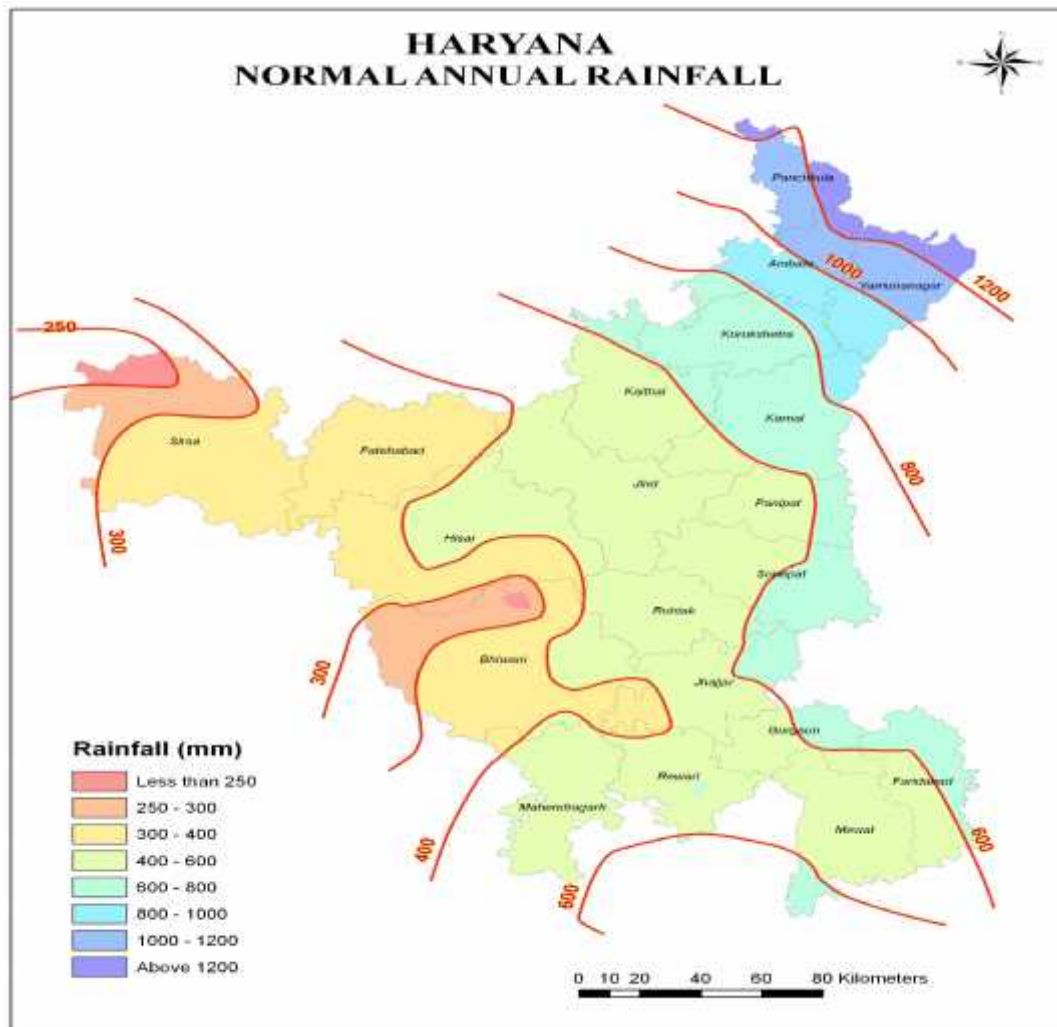 HARYANA
NORMAL ANNUAL RAINFALL
Panchkula
Ambala
1000
Yamunanagar
1200
250
Kurukshetra
Kaithal
Karnal
Sirsa
Fatehabad
800
Jind
Panipat
300
Hisar
Sonipat
Rohtak
300
Bhiwani
Jhajjar
Gurgaon
Rainfall (mm)
Less than 250
250 - 300
300 - 400
400 - 600
600 - 800
800 - 1000
1000 - 1200
Above 1200
Rewari
Faridabad
Mahendragarh
Mewat
400
600
600
0 10 20 40 60 80 Kilometers